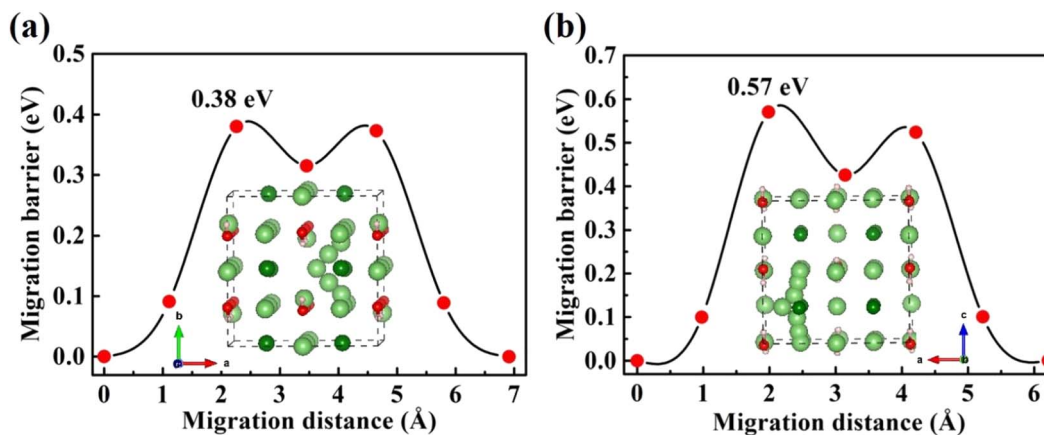 (a)
0.5
0.4
0.3
0.2
0.1
0.0
Migration barrier (eV)
0.38 eV
b
a
0 1 2 3 4 5 6 7
Migration distance (Å)
(b)
0.7
0.6
0.5
0.4
0.3
0.2
0.1
0.0
Migration barrier (eV)
0.57 eV
c
a
0 1 2 3 4 5 6
Migration distance (Å)